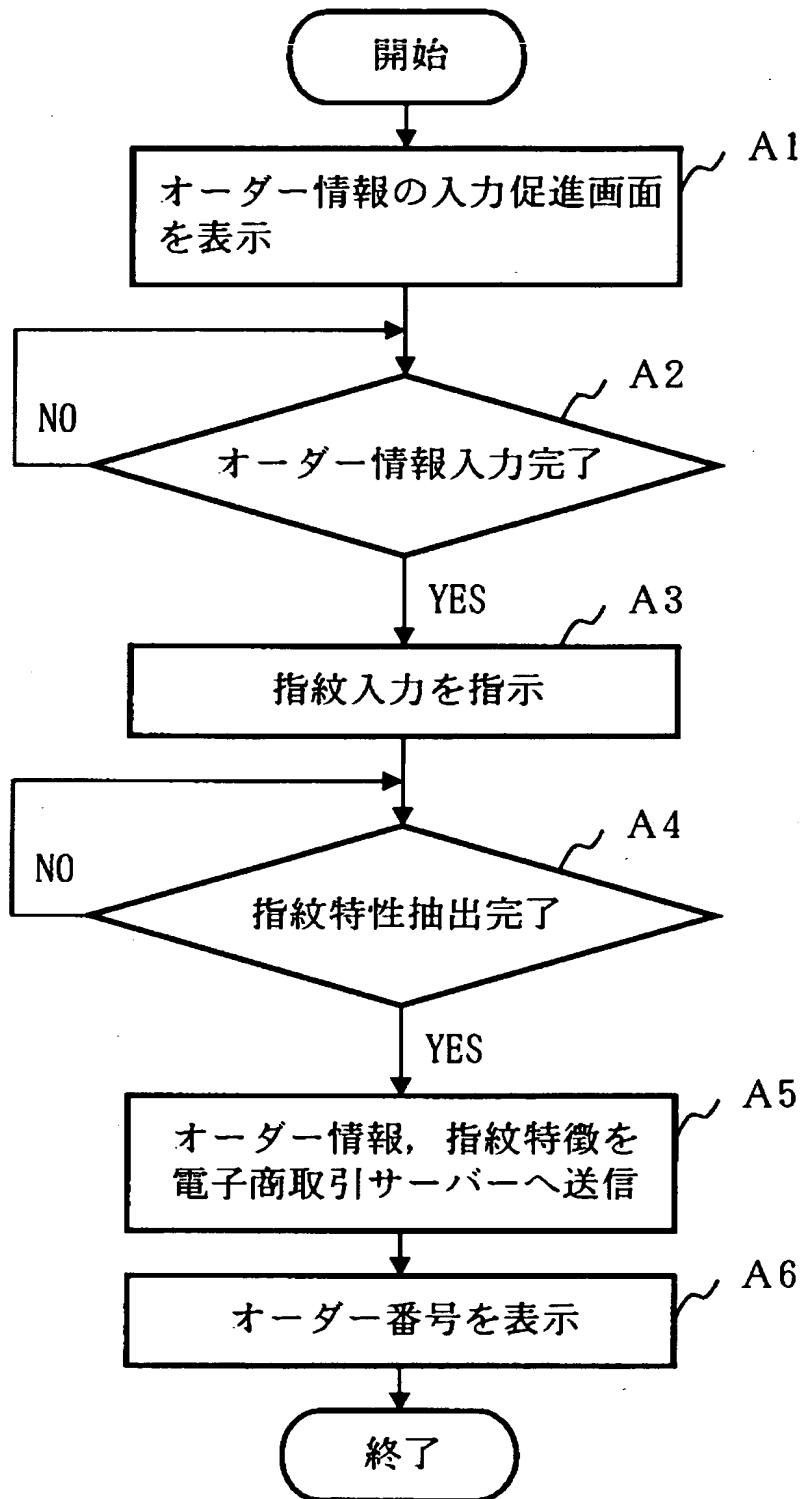 開始
A1
オーダー情報の入力促進画面
を表示
A2
NO
オーダー情報入力完了
YES
A3
指紋入力を指示
A4
NO
指紋特性抽出完了
YES
A5
オーダー情報，指紋特徴を
電子商取引サーバーへ送信
A6
オーダー番号を表示
終了